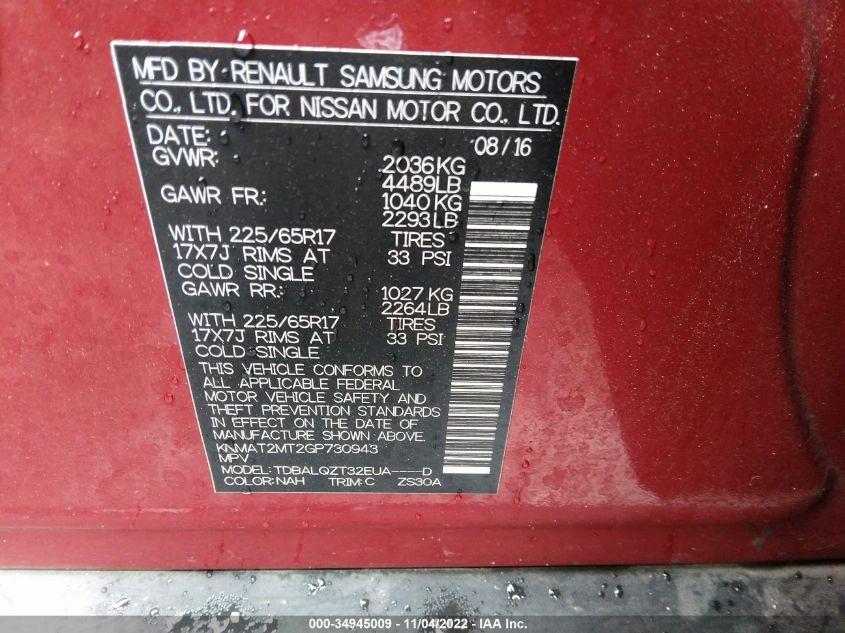 MFD BY RENAULT SAMSUNG MOTORS
CO., LTD. FOR NISSAN MOTOR CO., LTD.
DATE: 08/16
GVWR: 2036KG
4489LB
GAWR FR: 1040 KG
2293LB
WITH 225/65R17 TIRES
17X7J RIMS AT 33 PSI
COLD SINGLE
GAWR RR: 1027 KG
2264LB
WITH 225/65R17 TIRES
17X7J RIMS AT 33 PSI
COLD SINGLE
THIS VEHICLE CONFORMS TO
ALL APPLICABLE FEDERAL
MOTOR VEHICLE SAFETY AND
THEFT PREVENTION STANDARDS
IN EFFECT ON THE DATE OF
MANUFACTURE SHOWN ABOVE.
KNMAT2MT2GP730943
MPV
MODEL: TDBALQZT32EUA----D
COLOR: NAH TRIM: C ZS30A
000-34945009 - 11/04/2022 - IAA Inc.